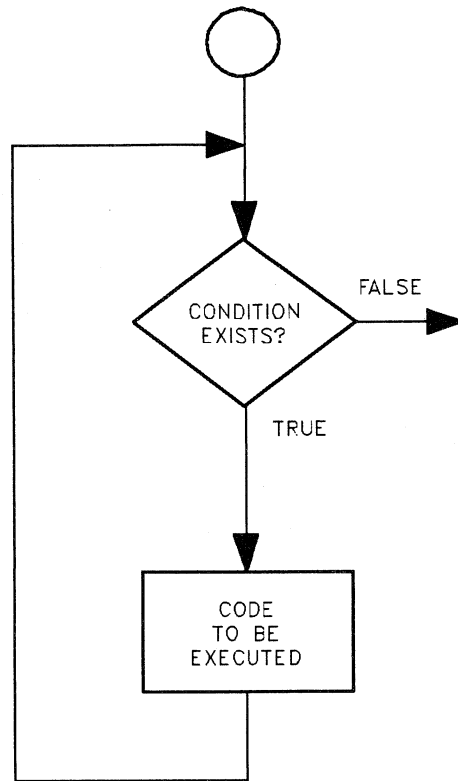 CONDITION
EXISTS?
FALSE
TRUE
CODE
TO BE
EXECUTED